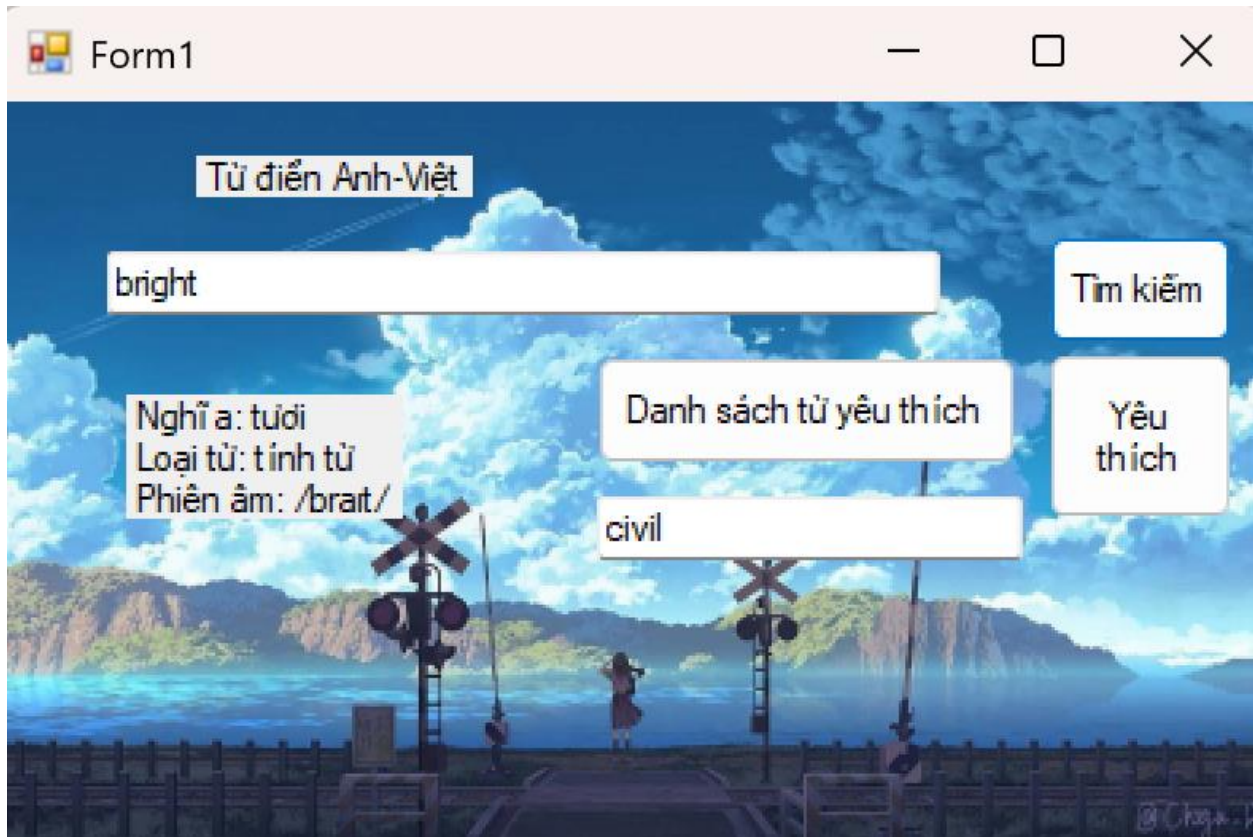 Form1
Từ điển Anh-Việt
bright
Tìm kiếm
Nghĩa: tươi
Loại từ: tính từ
Phiên âm: /brait/
Danh sách từ yêu thích
Yêu
thích
civil